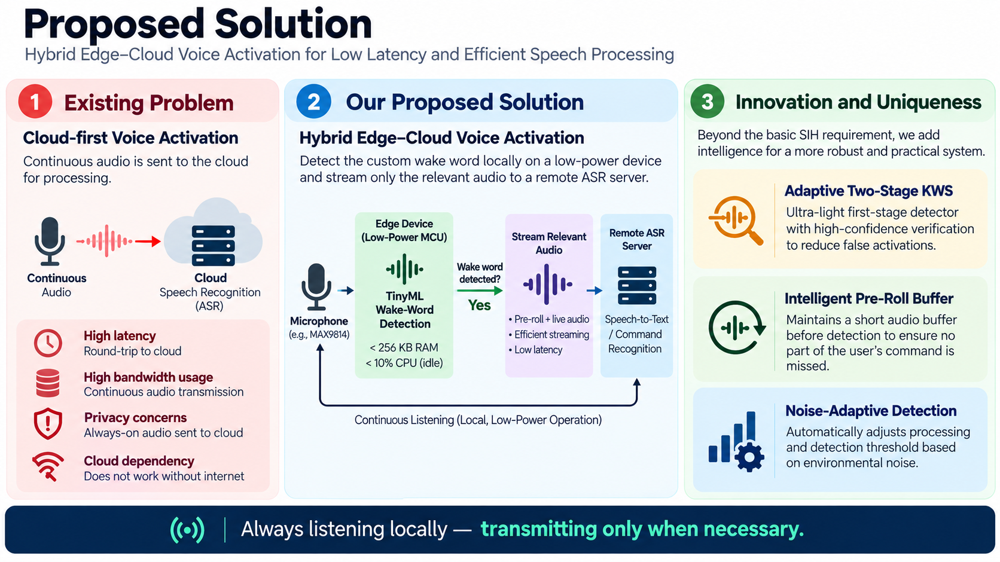 Proposed Solution
Hybrid Edge–Cloud Voice Activation for Low Latency and Efficient Speech Processing
1 Existing Problem
Cloud-first Voice Activation
Continuous audio is sent to the cloud
for processing.
Continuous
Audio
Cloud
Speech Recognition
(ASR)
High latency
Round-trip to cloud
High bandwidth usage
Continuous audio transmission
Privacy concerns
Always-on audio sent to cloud
Cloud dependency
Does not work without internet
2 Our Proposed Solution
Hybrid Edge–Cloud Voice Activation
Detect the custom wake word locally on a low-power device
and stream only the relevant audio to a remote ASR server.
Microphone
(e.g., MAX9814)
Edge Device
(Low-Power MCU)
TinyML
Wake-Word
Detection
< 256 KB RAM
< 10% CPU (idle)
Wake word
detected?
Yes
Stream Relevant
Audio
• Pre-roll + live audio
• Efficient streaming
• Low latency
Remote ASR
Server
Speech-to-Text
/ Command
Recognition
Continuous Listening (Local, Low-Power Operation)
3 Innovation and Uniqueness
Beyond the basic SIH requirement, we add
intelligence for a more robust and practical system.
Adaptive Two-Stage KWS
Ultra-light first-stage detector
with high-confidence verification
to reduce false activations.
Intelligent Pre-Roll Buffer
Maintains a short audio buffer
before detection to ensure no
part of the user's command is
missed.
Noise-Adaptive Detection
Automatically adjusts processing
and detection threshold based
on environmental noise.
Always listening locally — transmitting only when necessary.